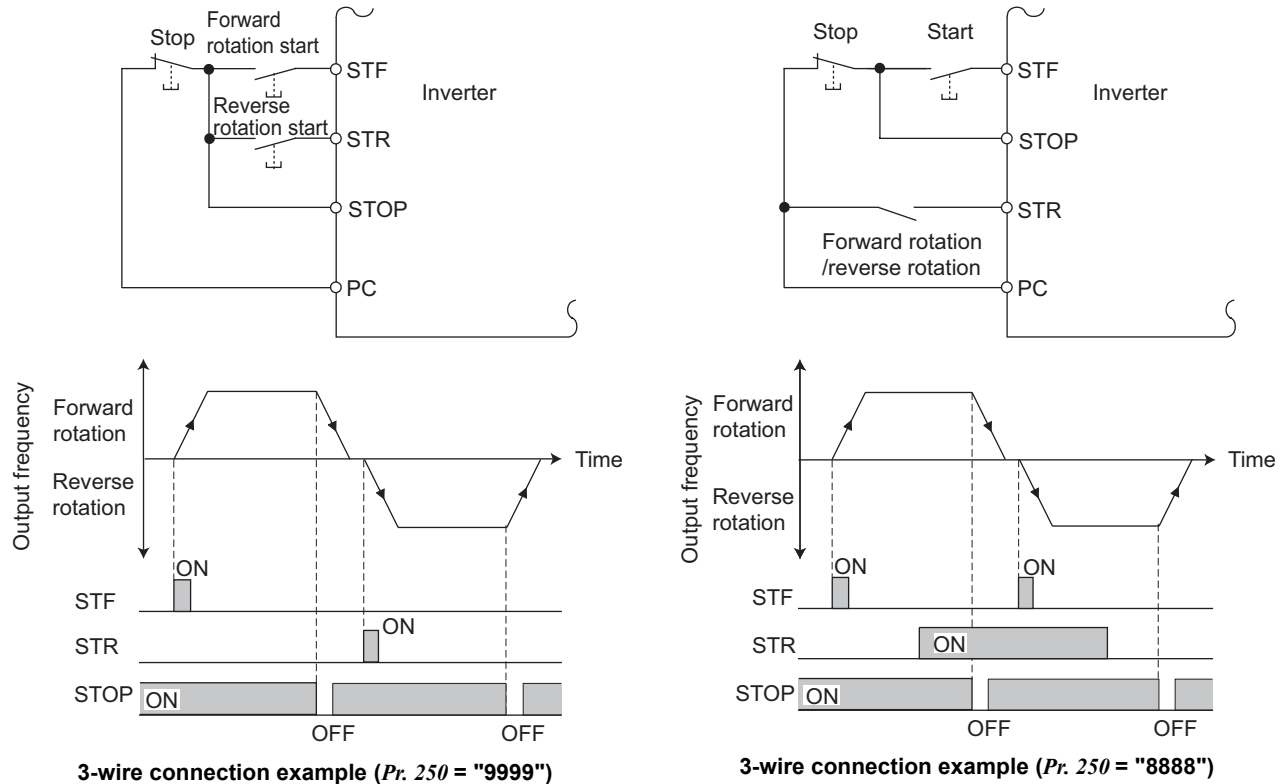 Stop
Forward
rotation start
STF
Inverter
Reverse
rotation start
STR
STOP
PC
Output frequency
Forward
rotation
Reverse
rotation
Time
ON
STF
ON
STR
STOP
ON
OFF
OFF
3-wire connection example (Pr. 250 = "9999")
Stop
Start
STF
Inverter
STOP
STR
Forward rotation
/reverse rotation
PC
Output frequency
Forward
rotation
Reverse
rotation
Time
ON
ON
STF
STR
ON
STOP
ON
OFF
OFF
3-wire connection example (Pr. 250 = "8888")